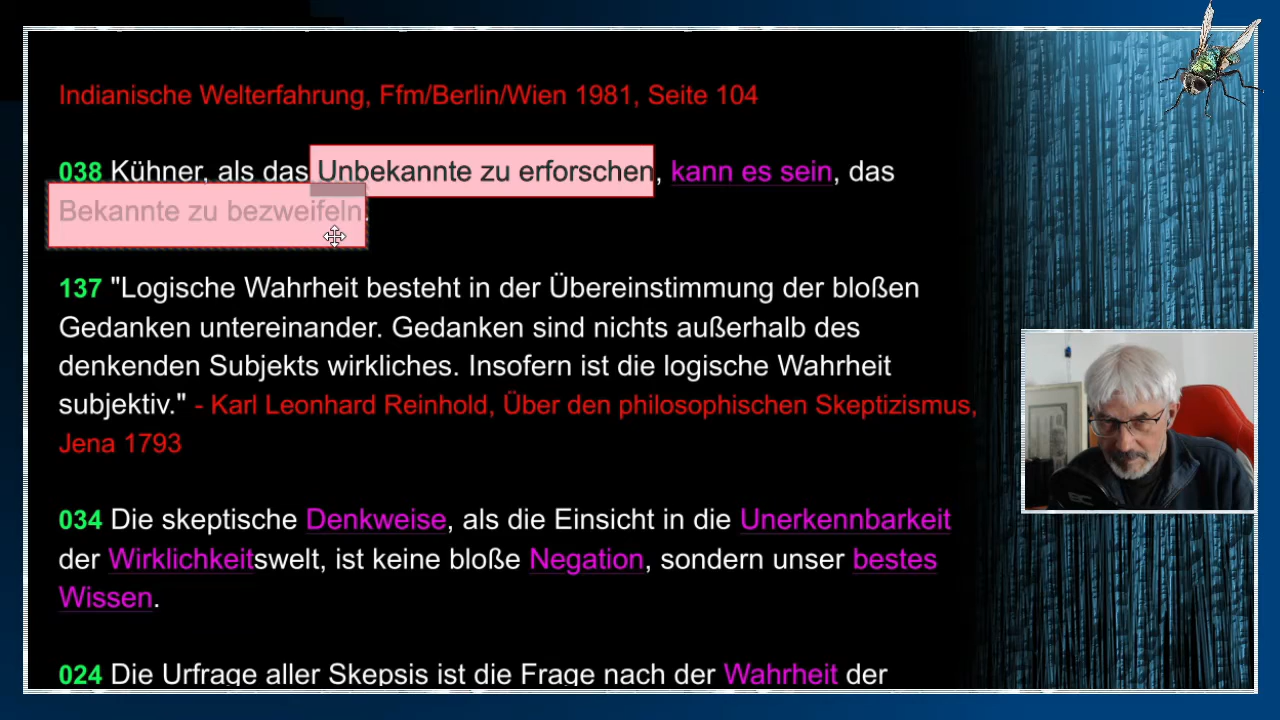 Indianische Welterfahrung, Ffm/Berlin/Wien 1981, Seite 104
038 Kühner, als das Unbekannte zu erforschen, kann es sein, das
Bekannte zu bezweifeln.
137 "Logische Wahrheit besteht in der Übereinstimmung der bloßen
Gedanken untereinander. Gedanken sind nichts außerhalb des
denkenden Subjekts wirkliches. Insofern ist die logische Wahrheit
subjektiv." - Karl Leonhard Reinhold, Über den philosophischen Skeptizismus,
Jena 1793
034 Die skeptische Denkweise, als die Einsicht in die Unerkennbarkeit
der Wirklichkeitswelt, ist keine bloße Negation, sondern unser bestes
Wissen.
024 Die Urfrage aller Skepsis ist die Frage nach der Wahrheit der